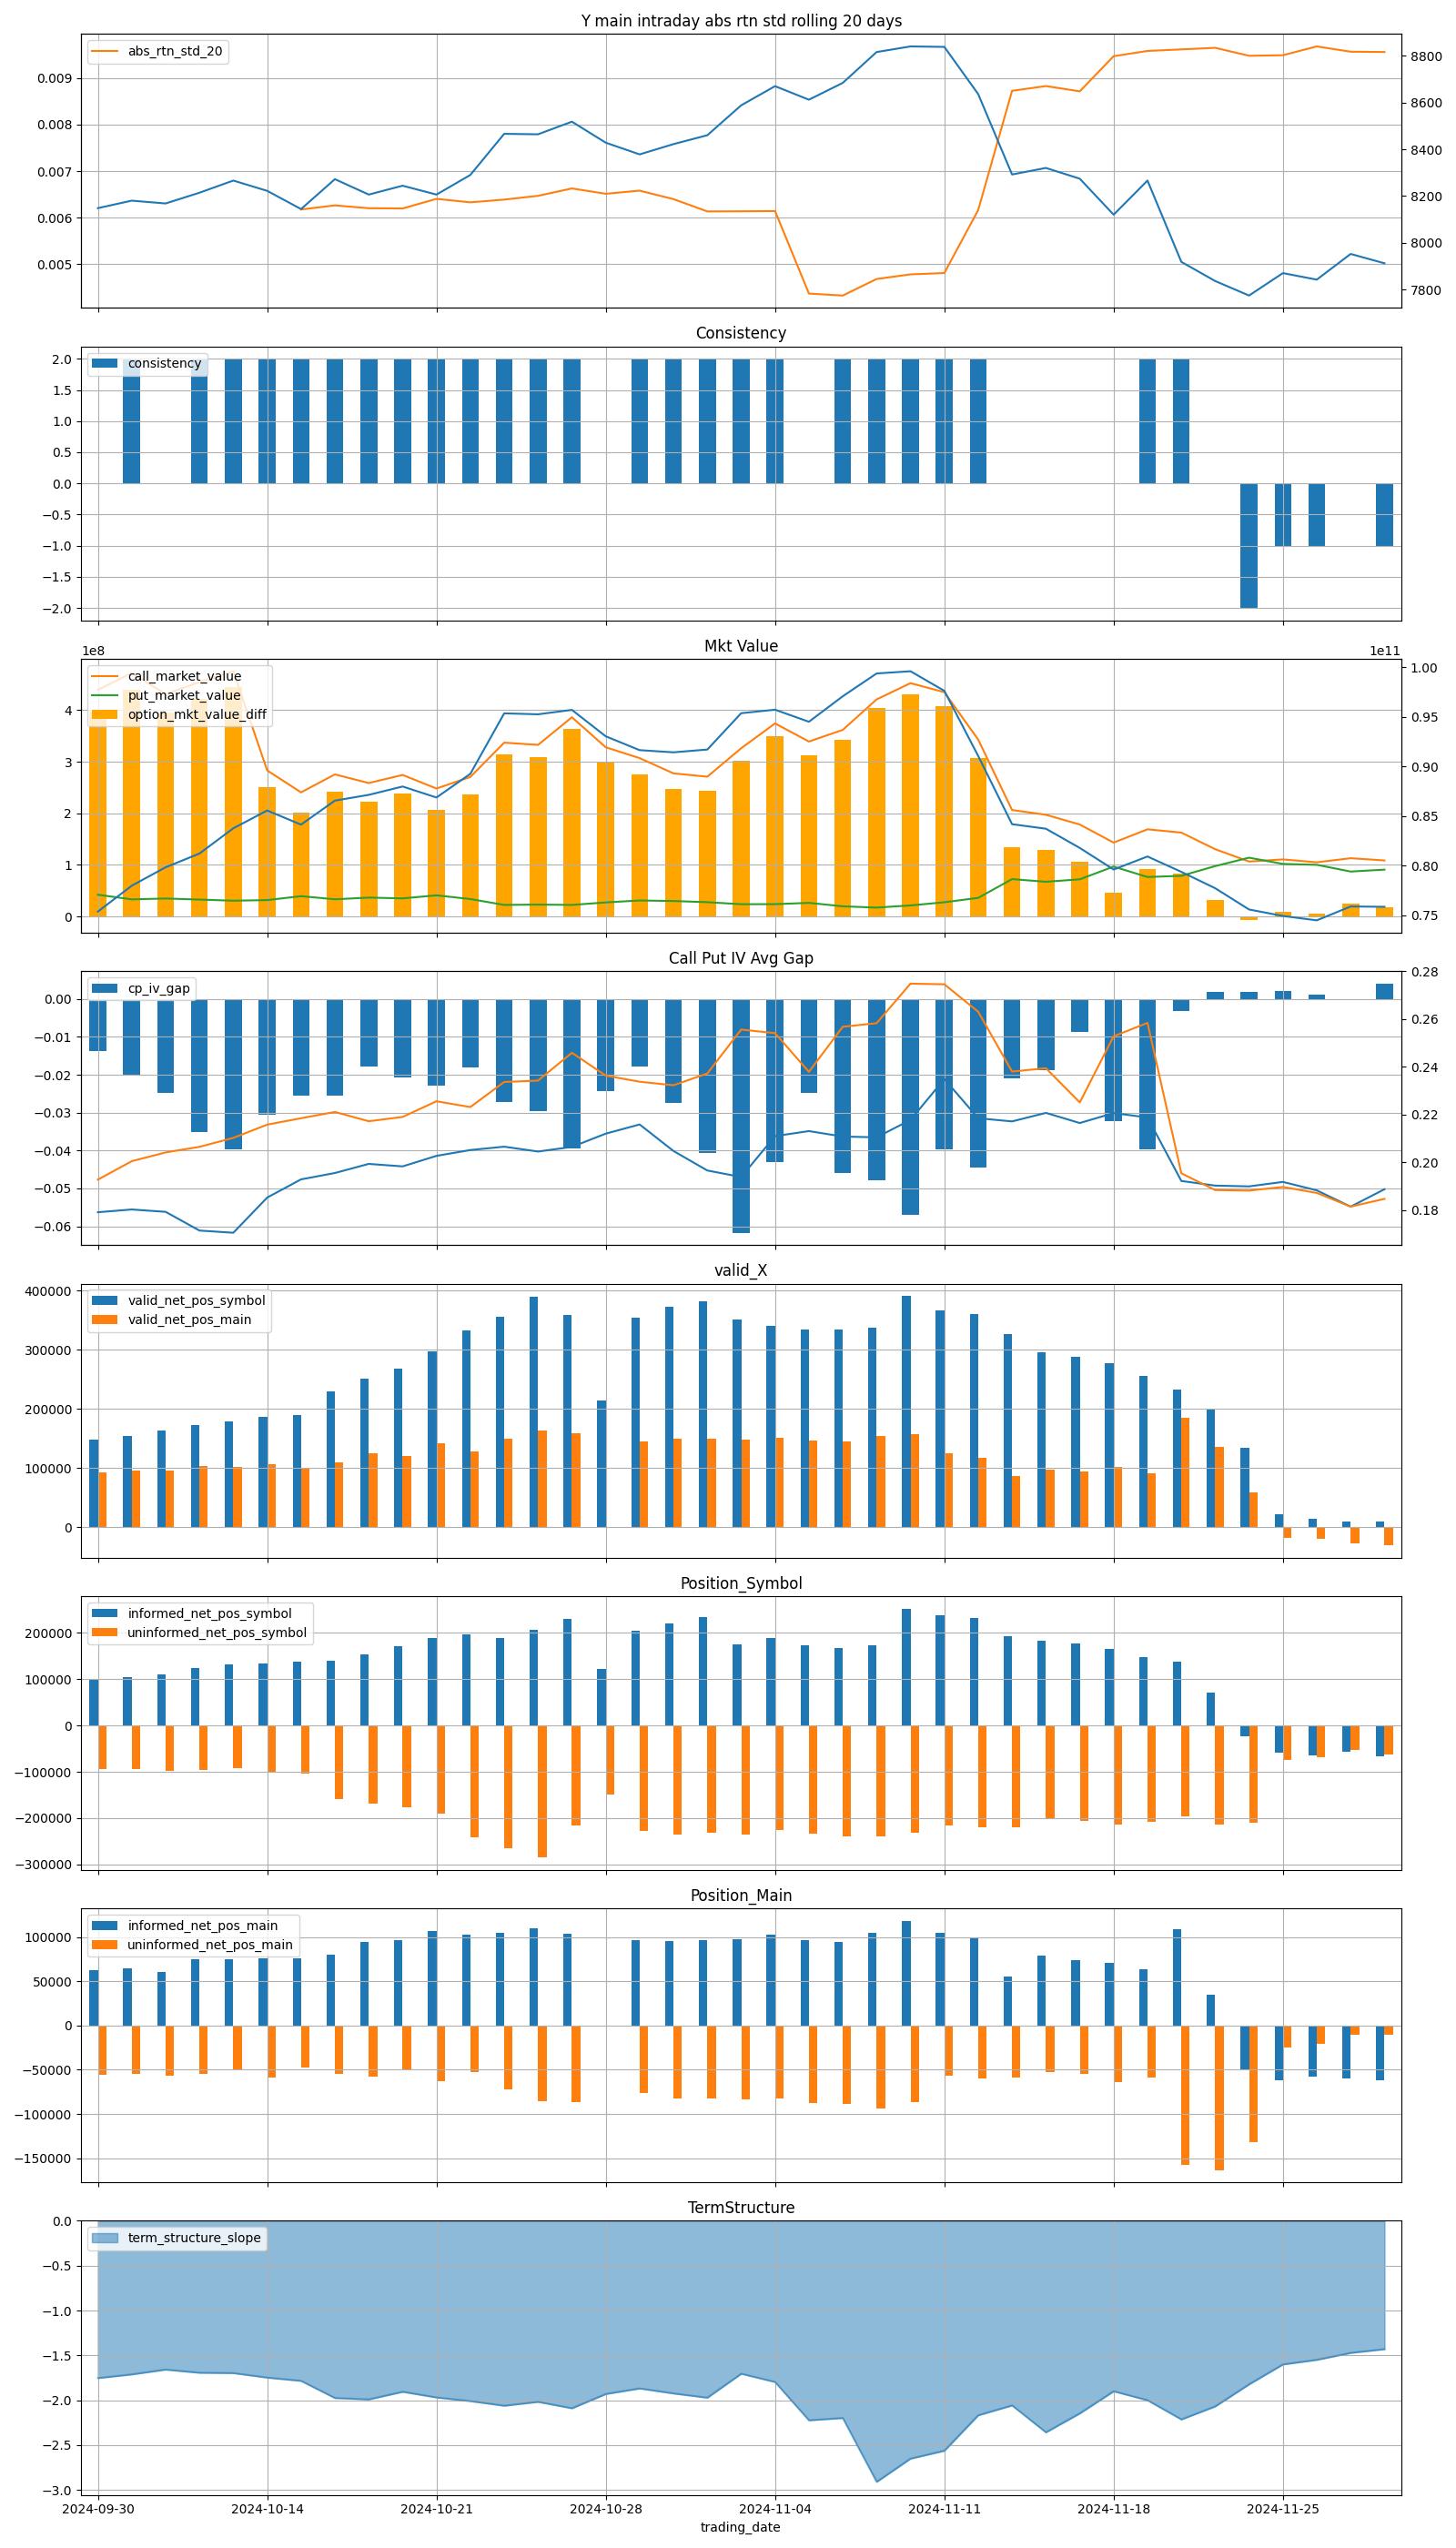 Y main intraday abs rtn std rolling 20 days
abs_rtn_std_20
0.009
0.008
0.007
0.006
0.005
8800
8600
8400
8200
8000
7800
Consistency
consistency
2.0
1.5
1.0
0.5
0.0
−0.5
−1.0
−1.5
−2.0
Mkt Value
1e8
1e11
call_market_value
put_market_value
option_mkt_value_diff
4
3
2
1
0
1.00
0.95
0.90
0.85
0.80
0.75
Call Put IV Avg Gap
cp_iv_gap
0.00
−0.01
−0.02
−0.03
−0.04
−0.05
−0.06
0.28
0.26
0.24
0.22
0.20
0.18
valid_X
valid_net_pos_symbol
valid_net_pos_main
400000
300000
200000
100000
0
Position_Symbol
informed_net_pos_symbol
uninformed_net_pos_symbol
200000
100000
0
−100000
−200000
−300000
Position_Main
informed_net_pos_main
uninformed_net_pos_main
100000
50000
0
−50000
−100000
−150000
TermStructure
term_structure_slope
0.0
−0.5
−1.0
−1.5
−2.0
−2.5
−3.0
2024-09-30 2024-10-14 2024-10-21 2024-10-28 2024-11-04 2024-11-11 2024-11-18 2024-11-25
trading_date